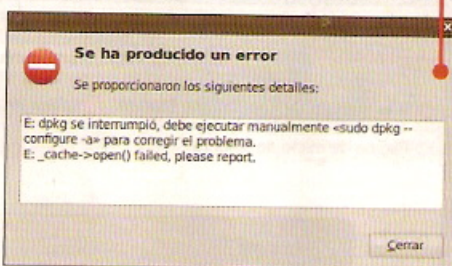 Se ha producido un error
Se proporcionaron los siguientes detalles:
E: dpkg se interrumpió, debe ejecutar manualmente «sudo dpkg --
configure -a» para corregir el problema.
E: _cache->open() failed, please report.
Cerrar